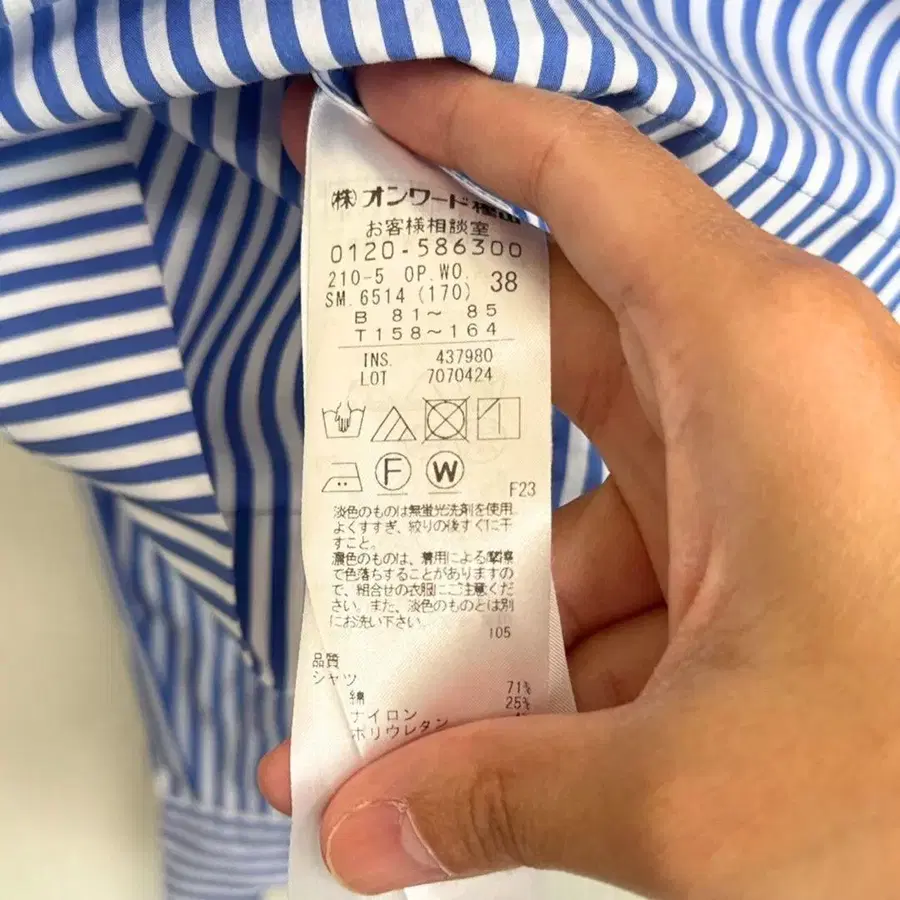 ㈱オンワード樫山
お客様相談室
0120-586300
210-5 OP.WO.
SM.6514 (170) 38
B 81～ 85
T158～164
INS. 437980
LOT 7070424
F W
F23
淡色のものは無蛍光洗剤を使用
よくすすぎ、絞りの後すぐに干
すこと。
濃色のものは、着用による摩擦
で色落ちすることがありますの
で、組合せの衣服にご注意くだ
さい。また、淡色のものとは別
にお洗い下さい。
105
品質
シャツ
綿 71%
ナイロン 25%
ポリウレタン